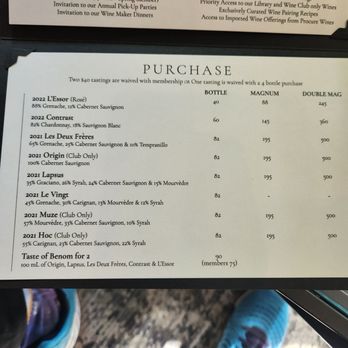 Invitation to our Annual Pick-Up Parties
Invitation to our Wine Maker Dinners
Priority Access to our Library and Wine Club only Wines
Exclusively Curated Wine Pairing Recipes
Access to Imported Wine Offerings from Procure Wines
PURCHASE
Two $40 tastings are waived with membership OR One tasting is waived with a 4 bottle purchase
BOTTLE MAGNUM DOUBLE MAG
2022 L'Essor (Rosé) 40 88 245
88% Grenache, 12% Cabernet Sauvignon
2022 Contrast 60 145 360
82% Chardonnay, 18% Sauvignon Blanc
2021 Les Deux Frères 82 195 500
65% Grenache, 25% Cabernet Sauvignon & 10% Tempranillo
2021 Origin (Club Only) 82 195 500
100% Cabernet Sauvignon
2021 Lapsus 82 195 500
35% Graciano, 26% Syrah, 24% Cabernet Sauvignon & 15% Mourvèdre
2021 Le Vingt 82 - -
45% Grenache, 30% Carignan, 13% Mourvèdre & 12% Syrah
2021 Muze (Club Only) 82 195 500
57% Mourvèdre, 33% Cabernet Sauvignon, 10% Syrah
2021 Hoc (Club Only) 82 195 500
55% Carignan, 23% Cabernet Sauvignon, 22% Syrah
Taste of Benom for 2 90
100 mL of Origin, Lapsus, Les Deux Frères, Contrast & L'Essor (members 75)